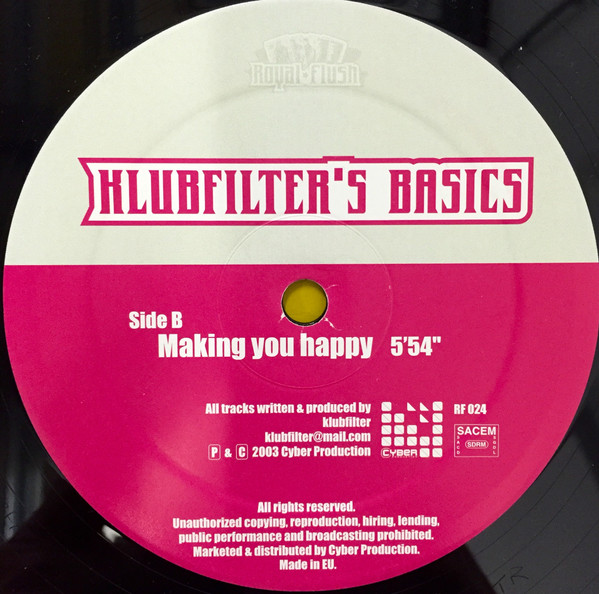 Royal·Flush
KLUBFILTER'S BASICS
Side B
Making you happy 5'54"
All tracks written & produced by
klubfilter
klubfilter@mail.com
P & C 2003 Cyber Production
CYBER
RF 024
SACEM
SDRM
SACD
SGDL
All rights reserved.
Unauthorized copying, reproduction, hiring, lending,
public performance and broadcasting prohibited.
Marketed & distributed by Cyber Production.
Made in EU.